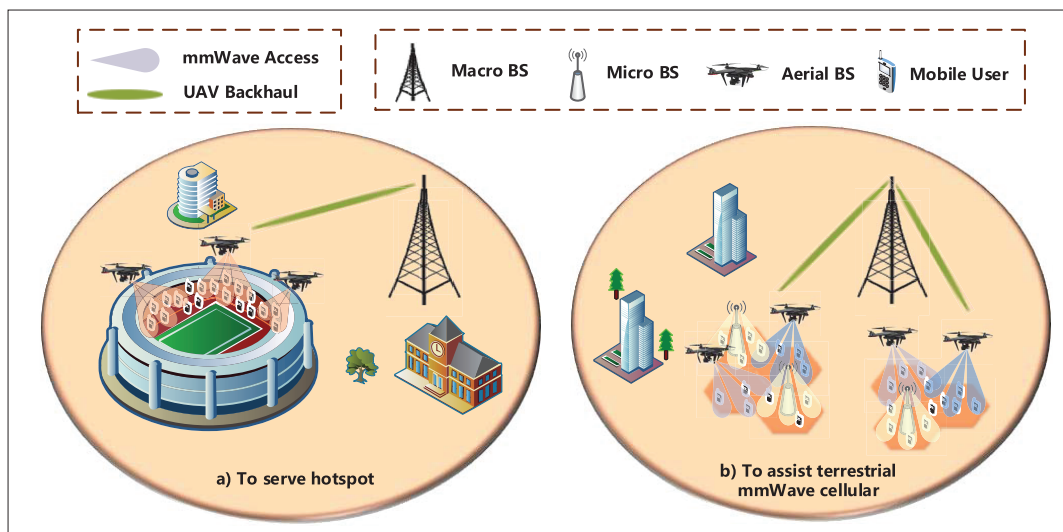 mmWave Access
UAV Backhaul
Macro BS
Micro BS
Aerial BS
Mobile User
a) To serve hotspot
b) To assist terrestrial
mmWave cellular